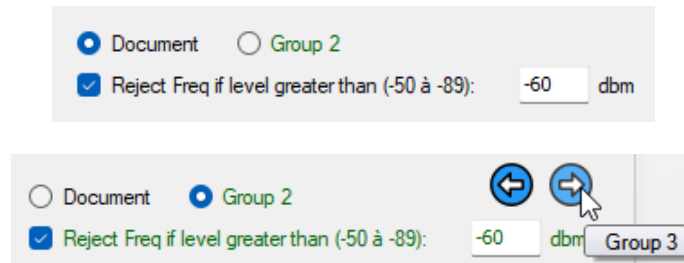 Document Group 2
Reject Freq if level greater than (-50 à -89): -60 dbm
Document Group 2
Reject Freq if level greater than (-50 à -89): -60 dbm
Group 3